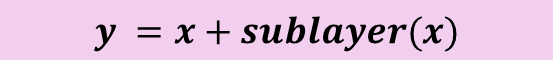 y = x + sublayer(x)